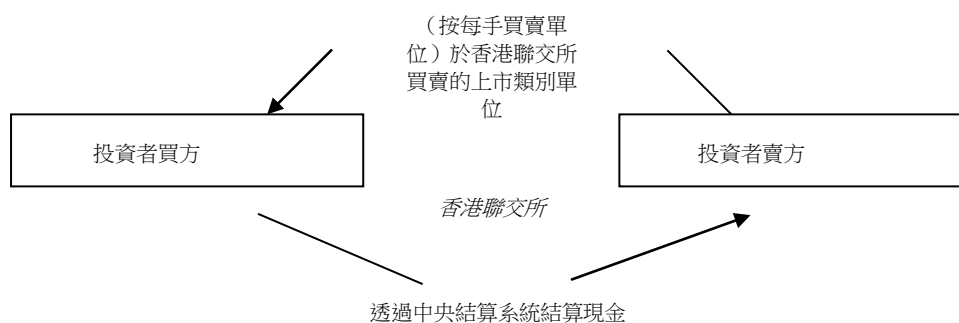 （按每手買賣單
位）於香港聯交所
買賣的上市類別單
位
投資者買方
投資者賣方
香港聯交所
透過中央結算系統結算現金